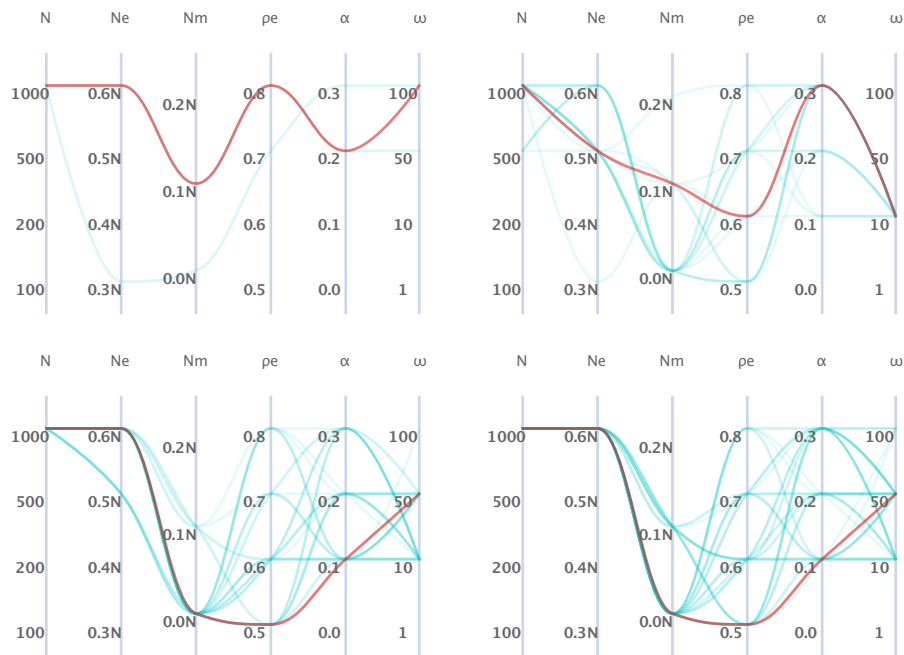 N Ne Nm ρe α ω N Ne Nm ρe α ω
1000 0.6N 0.2N 0.8 0.3 100 1000 0.6N 0.2N 0.8 0.3 100
500 0.5N 0.1N 0.7 0.2 50 500 0.5N 0.1N 0.7 0.2 50
200 0.4N 0.0N 0.6 0.1 10 200 0.4N 0.0N 0.6 0.1 10
100 0.3N 0.5 0.0 1 100 0.3N 0.5 0.0 1
N Ne Nm ρe α ω N Ne Nm ρe α ω
1000 0.6N 0.2N 0.8 0.3 100 1000 0.6N 0.2N 0.8 0.3 100
500 0.5N 0.1N 0.7 0.2 50 500 0.5N 0.1N 0.7 0.2 50
200 0.4N 0.0N 0.6 0.1 10 200 0.4N 0.0N 0.6 0.1 10
100 0.3N 0.5 0.0 1 100 0.3N 0.5 0.0 1